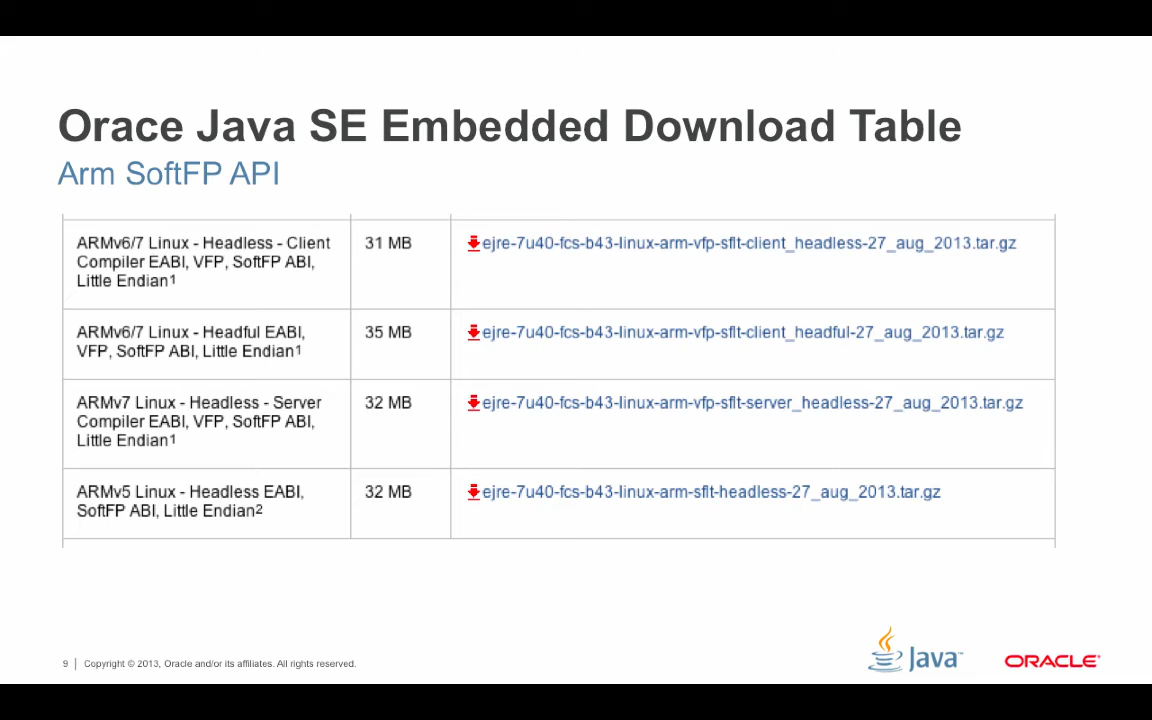 Orace Java SE Embedded Download Table
Arm SoftFP API
ARMv6/7 Linux - Headless - Client
Compiler EABI, VFP, SoftFP ABI,
Little Endian1
31 MB
ejre-7u40-fcs-b43-linux-arm-vfp-sflt-client_headless-27_aug_2013.tar.gz
ARMv6/7 Linux - Headful EABI,
VFP, SoftFP ABI, Little Endian1
35 MB
ejre-7u40-fcs-b43-linux-arm-vfp-sflt-client_headful-27_aug_2013.tar.gz
ARMv7 Linux - Headless - Server
Compiler EABI, VFP, SoftFP ABI,
Little Endian1
32 MB
ejre-7u40-fcs-b43-linux-arm-vfp-sflt-server_headless-27_aug_2013.tar.gz
ARMv5 Linux - Headless EABI,
SoftFP ABI, Little Endian2
32 MB
ejre-7u40-fcs-b43-linux-arm-sflt-headless-27_aug_2013.tar.gz
9 | Copyright © 2013, Oracle and/or its affiliates. All rights reserved.
Java™
ORACLE®